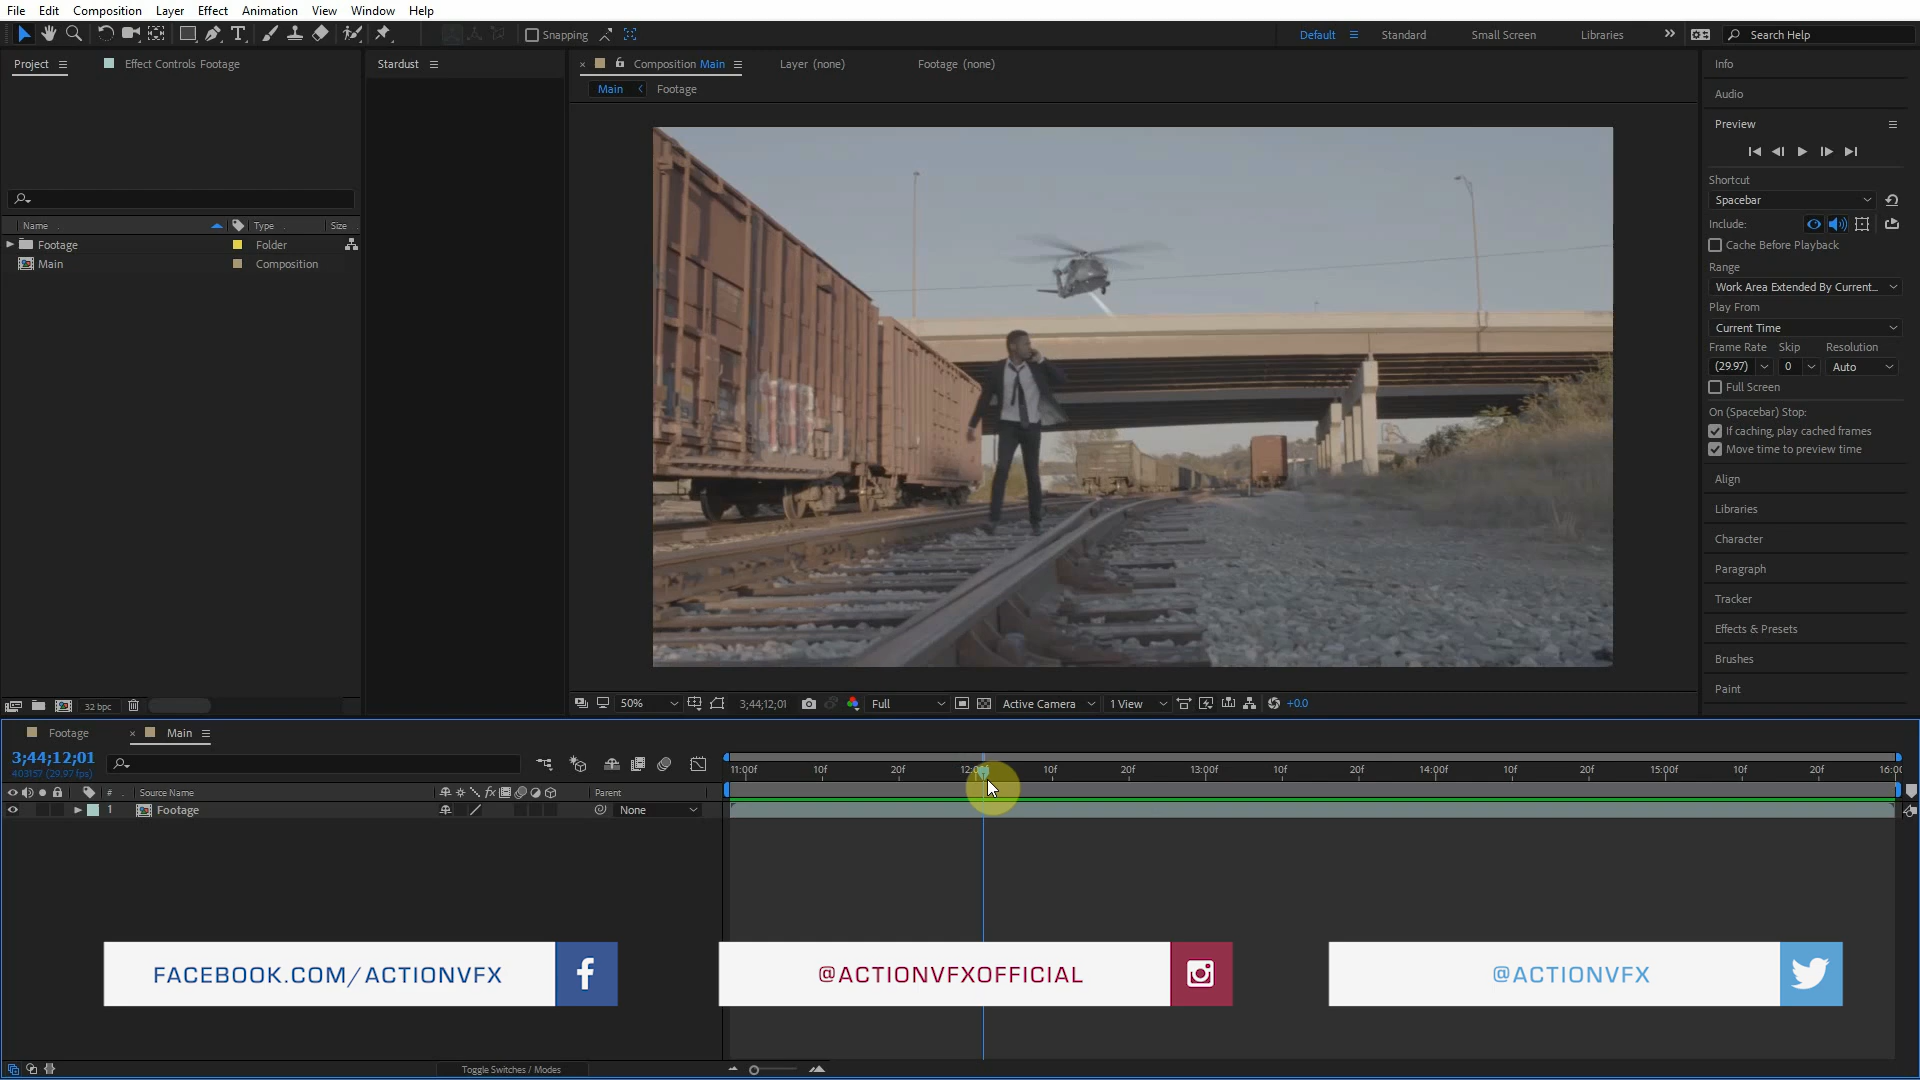 File Edit Composition Layer Effect Animation View Window Help
Snapping
Default Standard Small Screen Libraries Search Help
Project Effect Controls Footage
Stardust
Composition Main Layer (none) Footage (none)
Main Footage
Name Type Size
Footage Folder
Main Composition
Info
Audio
Preview
Shortcut
Spacebar
Include:
Cache Before Playback
Range
Work Area Extended By Current...
Play From
Current Time
Frame Rate Skip Resolution
(29.97) 0 Auto
Full Screen
On (Spacebar) Stop:
If caching, play cached frames
Move time to preview time
Align
Libraries
Character
Paragraph
Tracker
Effects & Presets
Brushes
Paint
32 bpc
50% 3;44;12;01 Full Active Camera 1 View +0.0
Footage Main
3;44;12;01
403157 (29.97 fps)
11:00f 10f 20f 12:00f 10f 20f 13:00f 10f 20f 14:00f 10f 20f 15:00f 10f 20f 16:00
# Source Name fx Parent
1 Footage None
FACEBOOK.COM/ACTIONVFX
@ACTIONVFXOFFICIAL
@ACTIONVFX
Toggle Switches / Modes